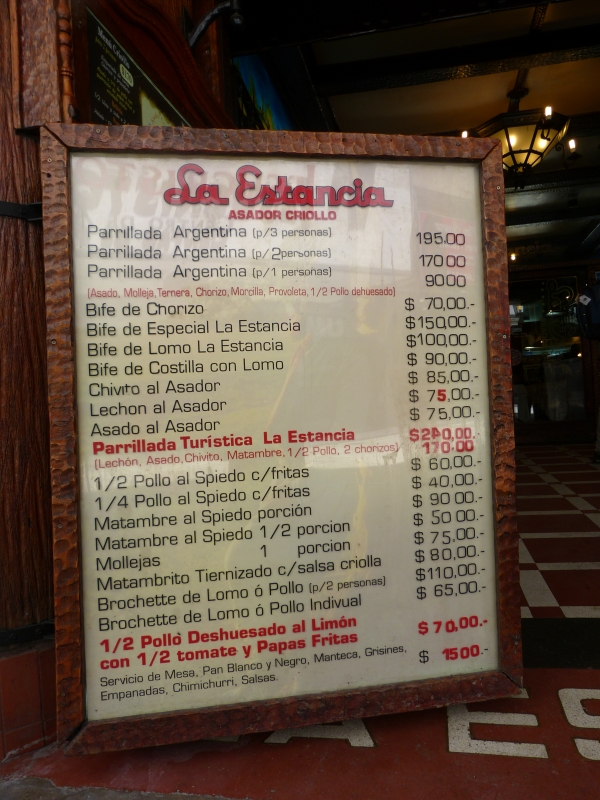 La Estancia
ASADOR CRIOLLO
Parrillada Argentina (p/3 personas) 195.00
Parrillada Argentina (p/2personas) 170 00
Parrillada Argentina (p/1 personas) 9000
(Asado, Molleja, Ternera, Chorizo, Morcilla, Provoleta, 1/2 Pollo dehuesado)
Bife de Chorizo $ 70,00.-
Bife de Especial La Estancia $150,00.-
Bife de Lomo La Estancia $100,00.-
Bife de Costilla con Lomo $ 90,00.-
Chivito al Asador $ 85,00.-
Lechon al Asador $ 75,00.-
Asado al Asador $ 75,00.-
Parrillada Turística La Estancia $240,00.-
(Lechón, Asado, Chivito, Matambre, 1/2 Pollo, 2 chorizos) 170.00
1/2 Pollo al Spiedo c/fritas $ 60,00.-
1/4 Pollo al Spiedo c/fritas $ 40,00.-
Matambre al Spiedo porción $ 90 00.-
Matambre al Spiedo 1/2 porcion $ 50 00.-
Mollejas 1 porcion $ 75,00.-
Matambrito Tiernizado c/salsa criolla $ 80,00.-
Brochette de Lomo ó Pollo (p/2 personas) $110,00.-
Brochette de Lomo ó Pollo Indivual $ 65,00.-
1/2 Pollo Deshuesado al Limón
con 1/2 tomate y Papas Fritas $ 70,00.-
Servicio de Mesa, Pan Blanco y Negro, Manteca, Grisines, $ 1500.-
Empanadas, Chimichurri, Salsas.
A ES